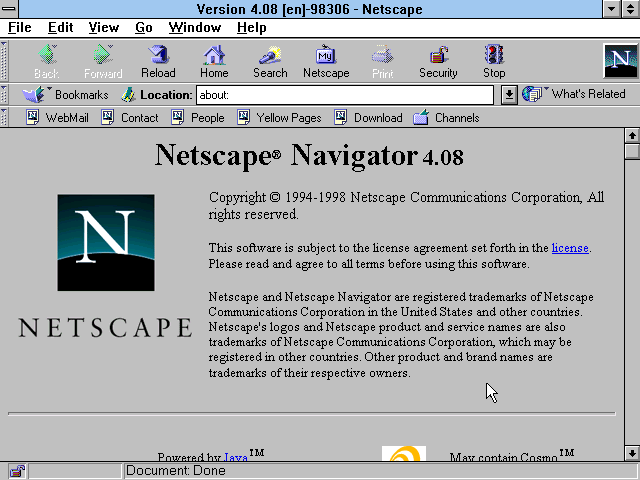 Version 4.08 [en]-98306 - Netscape
File Edit View Go Window Help
Back Forward Reload Home Search Netscape Print Security Stop
My
N
Bookmarks Location: about: What's Related
WebMail Contact People Yellow Pages Download Channels
Netscape® Navigator 4.08
Copyright © 1994-1998 Netscape Communications Corporation, All
rights reserved.
N
NETSCAPE
This software is subject to the license agreement set forth in the license.
Please read and agree to all terms before using this software.
Netscape and Netscape Navigator are registered trademarks of Netscape
Communications Corporation in the United States and other countries.
Netscape's logos and Netscape product and service names are also
trademarks of Netscape Communications Corporation, which may be
registered in other countries. Other product and brand names are
trademarks of their respective owners.
Powered by Java™ May contain Cosmo™
Document: Done